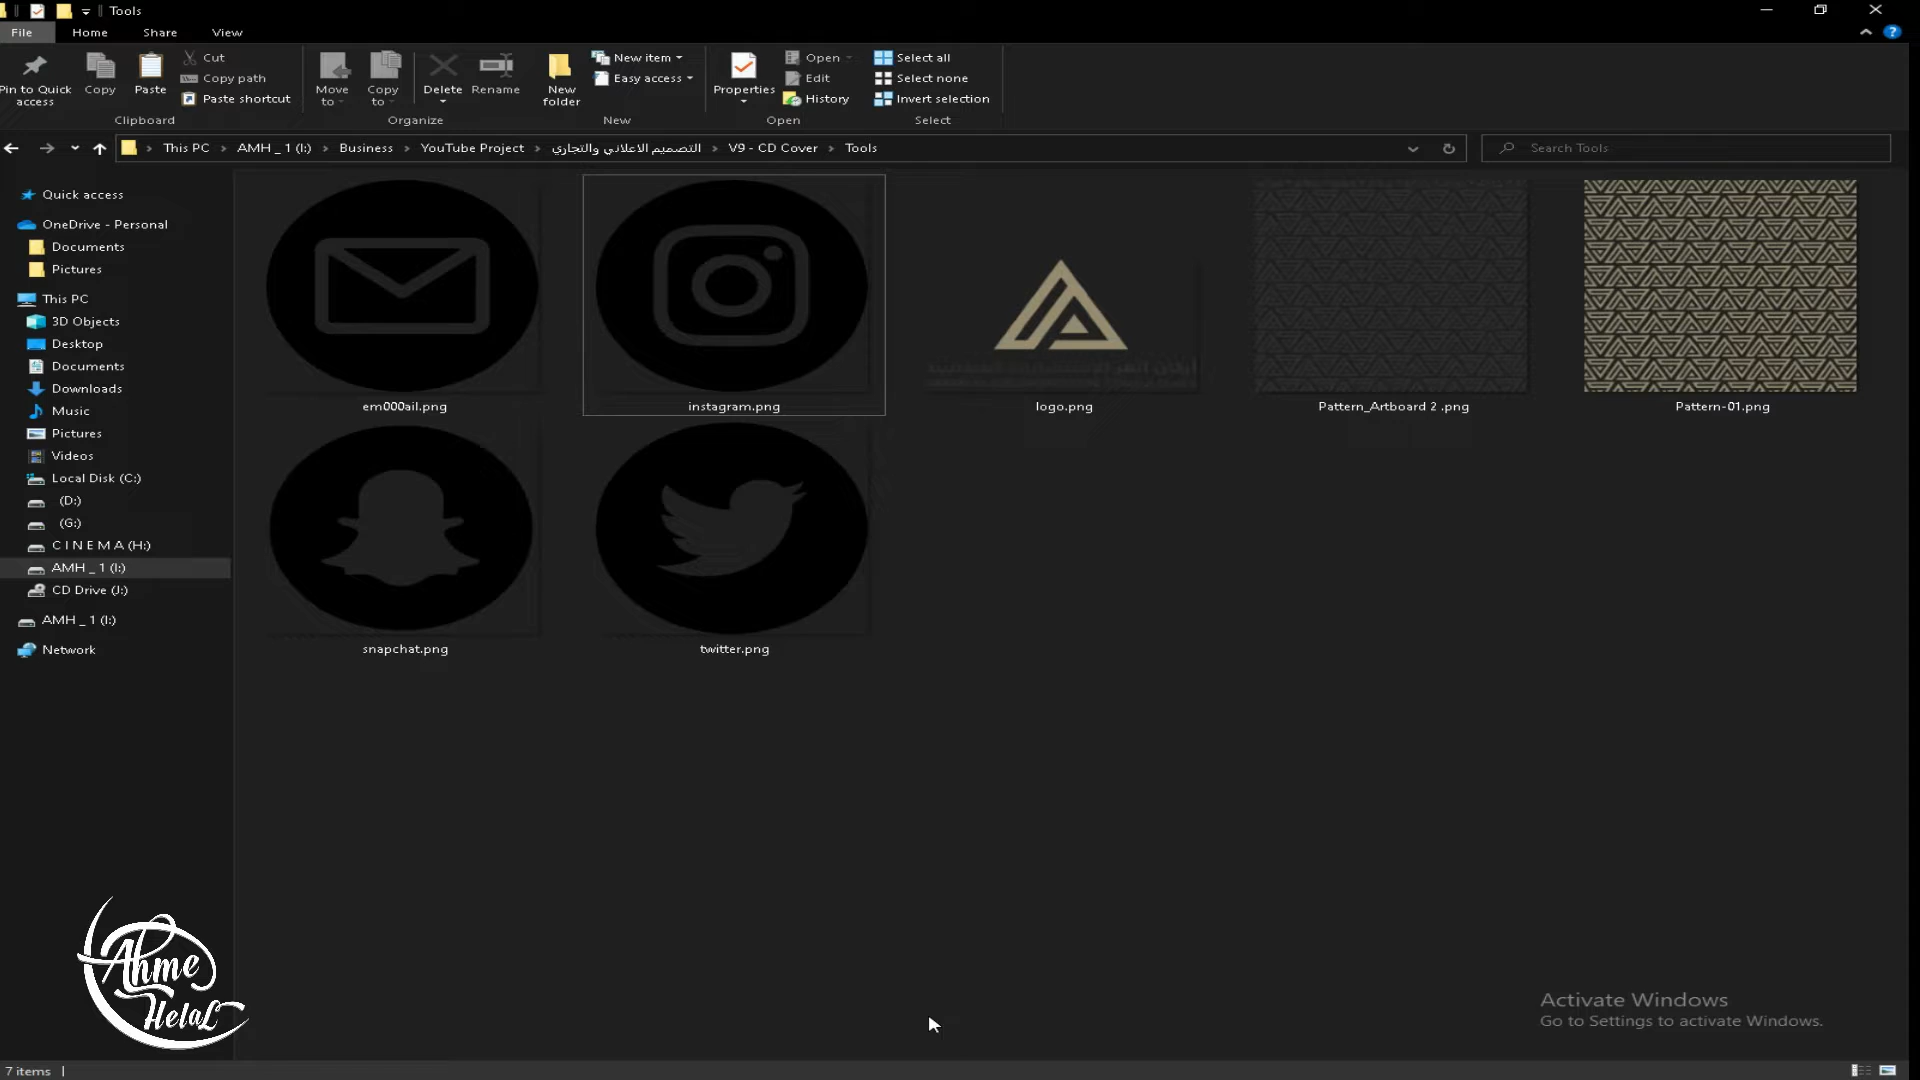 Tools
File Home Share View
Pin to Quick access
Copy
Paste
Cut
Copy path
Paste shortcut
Clipboard
Move to
Copy to
Delete
Rename
Organize
New folder
New item
Easy access
New
Properties
Open
Edit
History
Open
Select all
Select none
Invert selection
Select
This PC › AMH _ 1 (I:) › Business › YouTube Project › التصميم الاعلاني والتجاري › V9 - CD Cover › Tools
Search Tools
Quick access
OneDrive - Personal
Documents
Pictures
This PC
3D Objects
Desktop
Documents
Downloads
Music
Pictures
Videos
Local Disk (C:)
(D:)
(G:)
C I N E M A (H:)
AMH _ 1 (I:)
CD Drive (J:)
AMH _ 1 (I:)
Network
em000ail.png
instagram.png
logo.png
Pattern_Artboard 2 .png
Pattern-01.png
snapchat.png
twitter.png
Ahme
Helal
Activate Windows
Go to Settings to activate Windows.
7 items